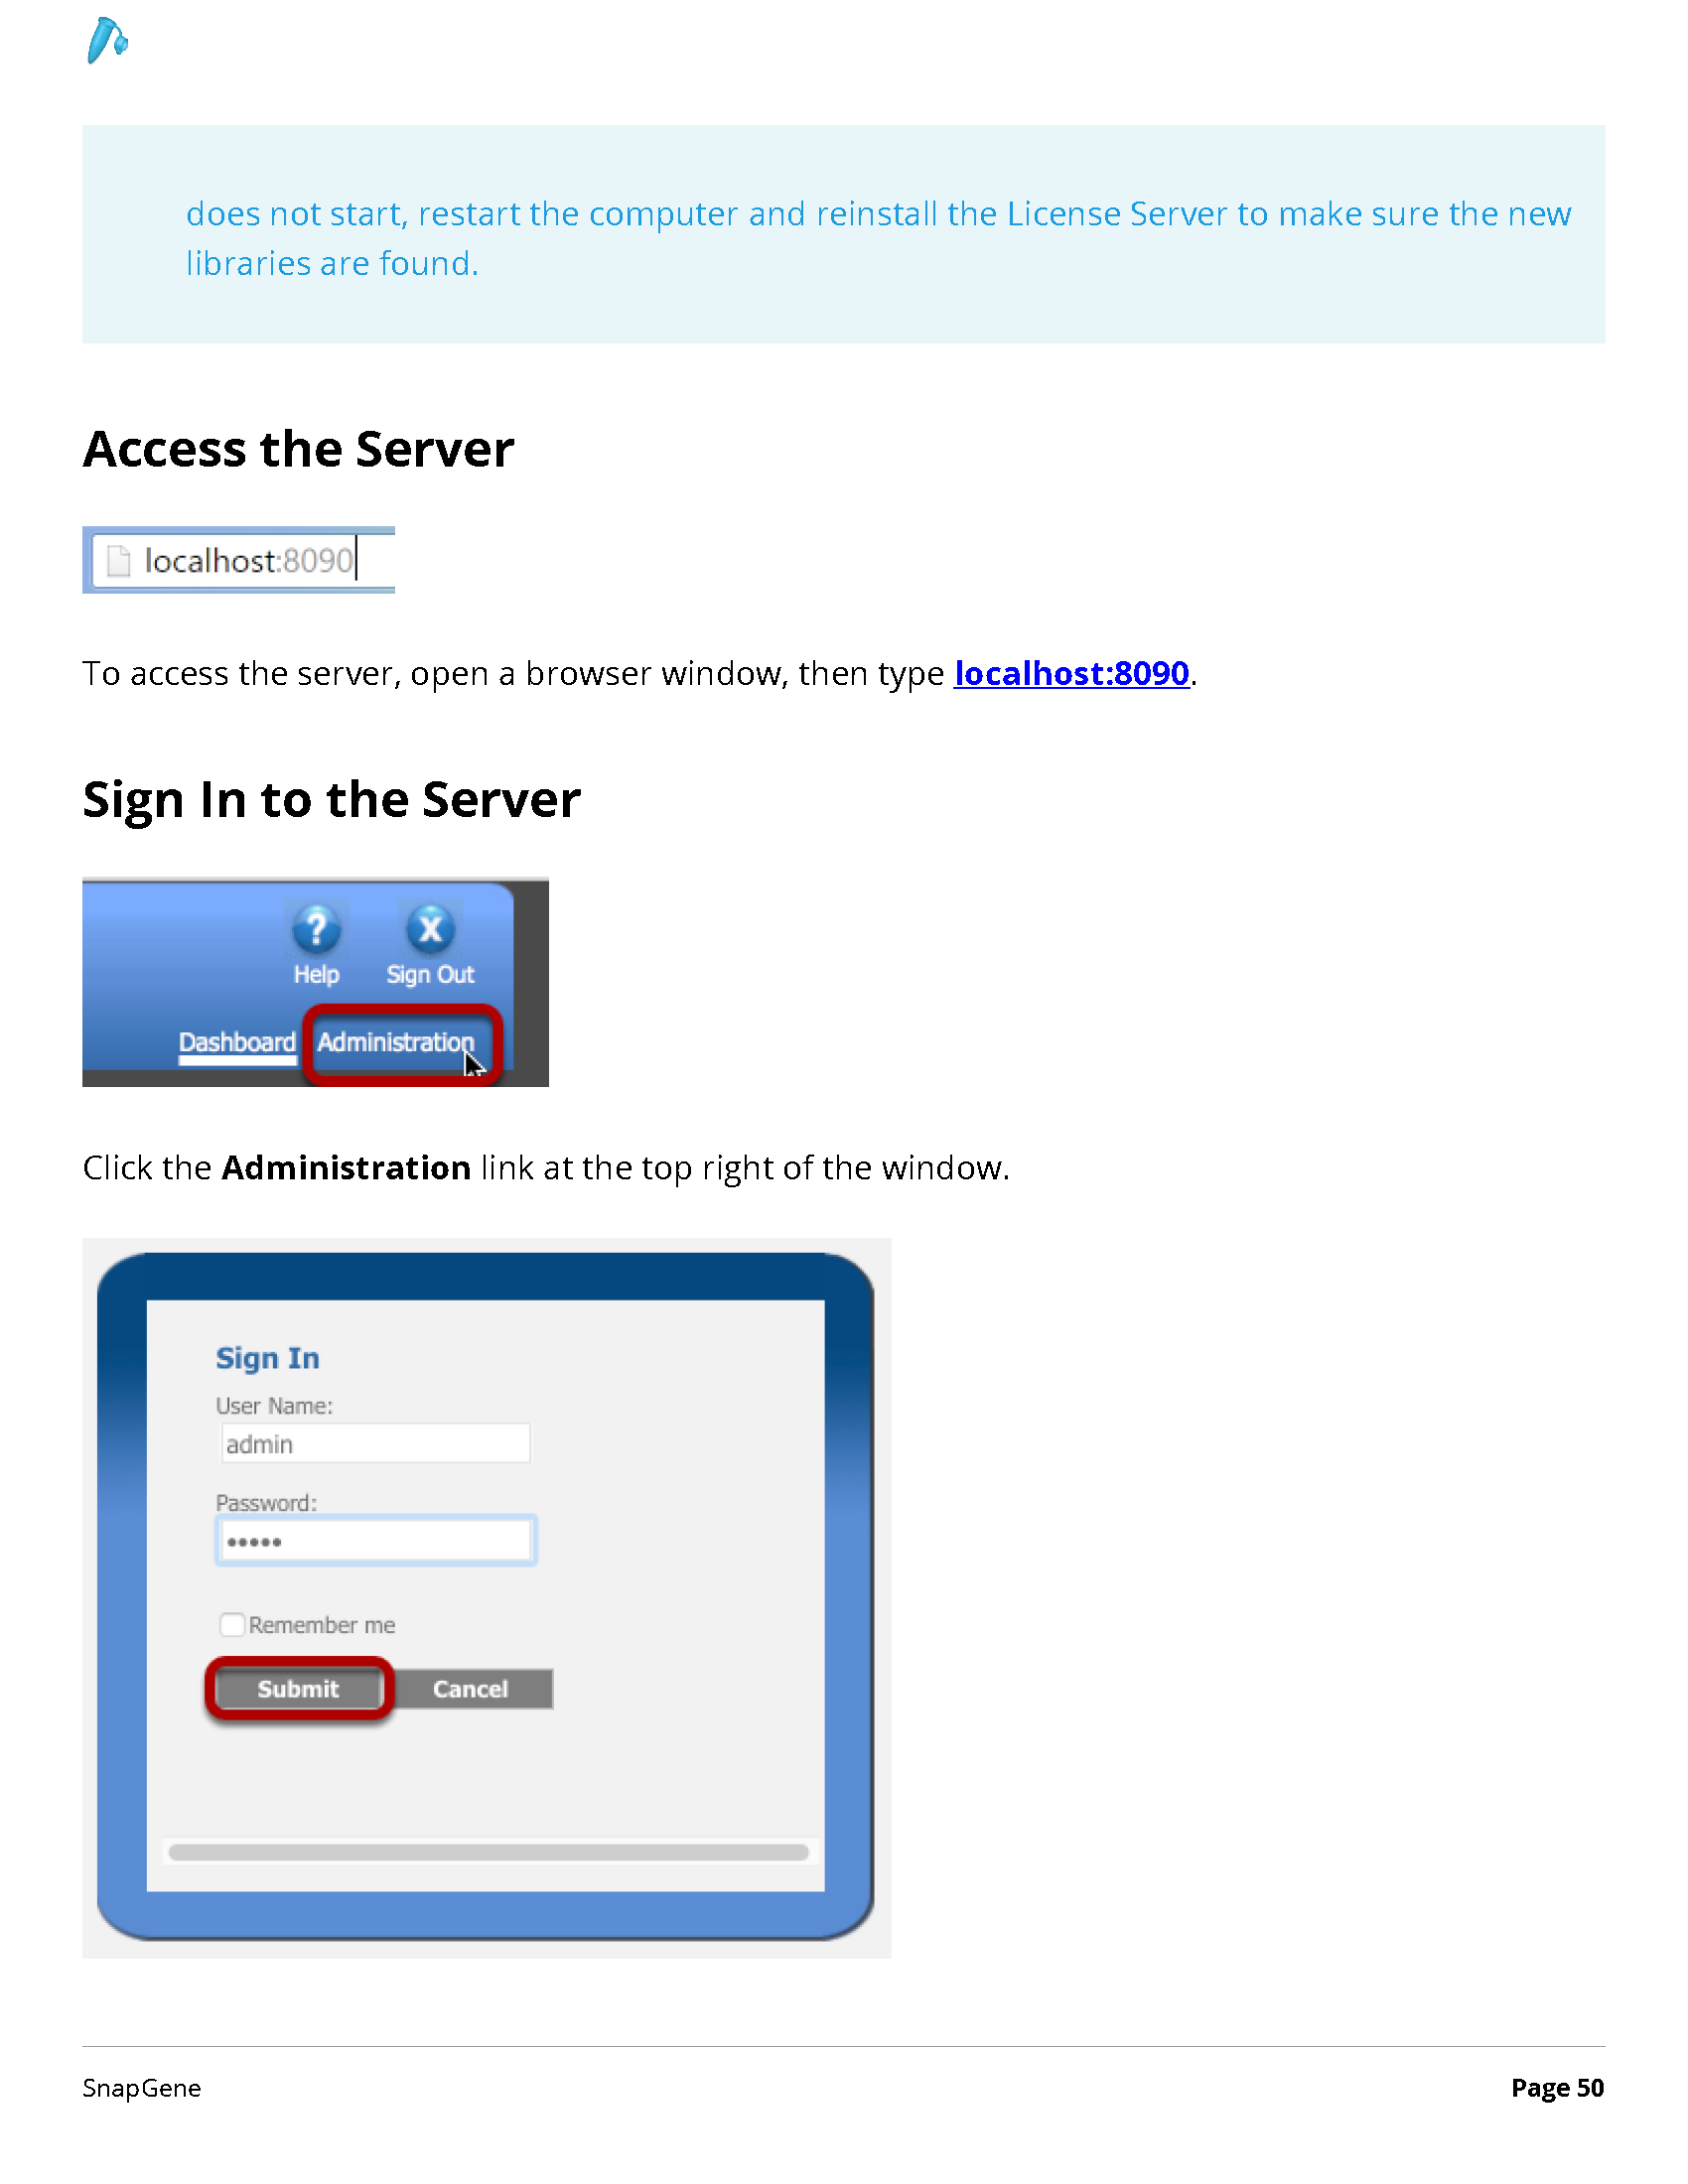 does not start, restart the computer and reinstall the License Server to make sure the new
libraries are found.
Access the Server
localhost:8090
To access the server, open a browser window, then type localhost:8090.
Sign In to the Server
? X
Help Sign Out
Dashboard Administration
Click the Administration link at the top right of the window.
Sign In
User Name:
admin
Password:
•••••
Remember me
Submit Cancel
SnapGene Page 50